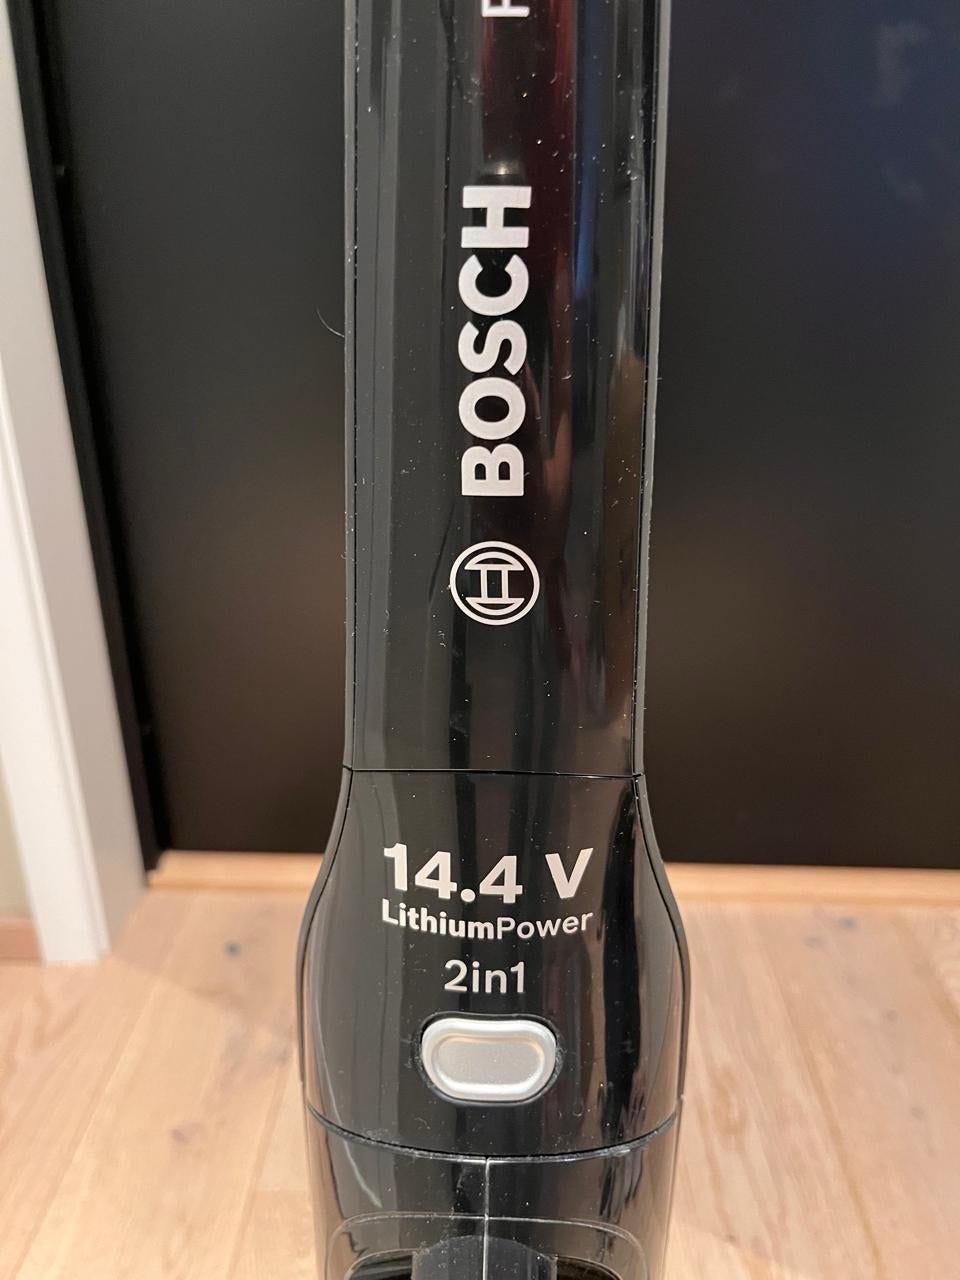 BOSCH
14.4 V
LithiumPower
2in1